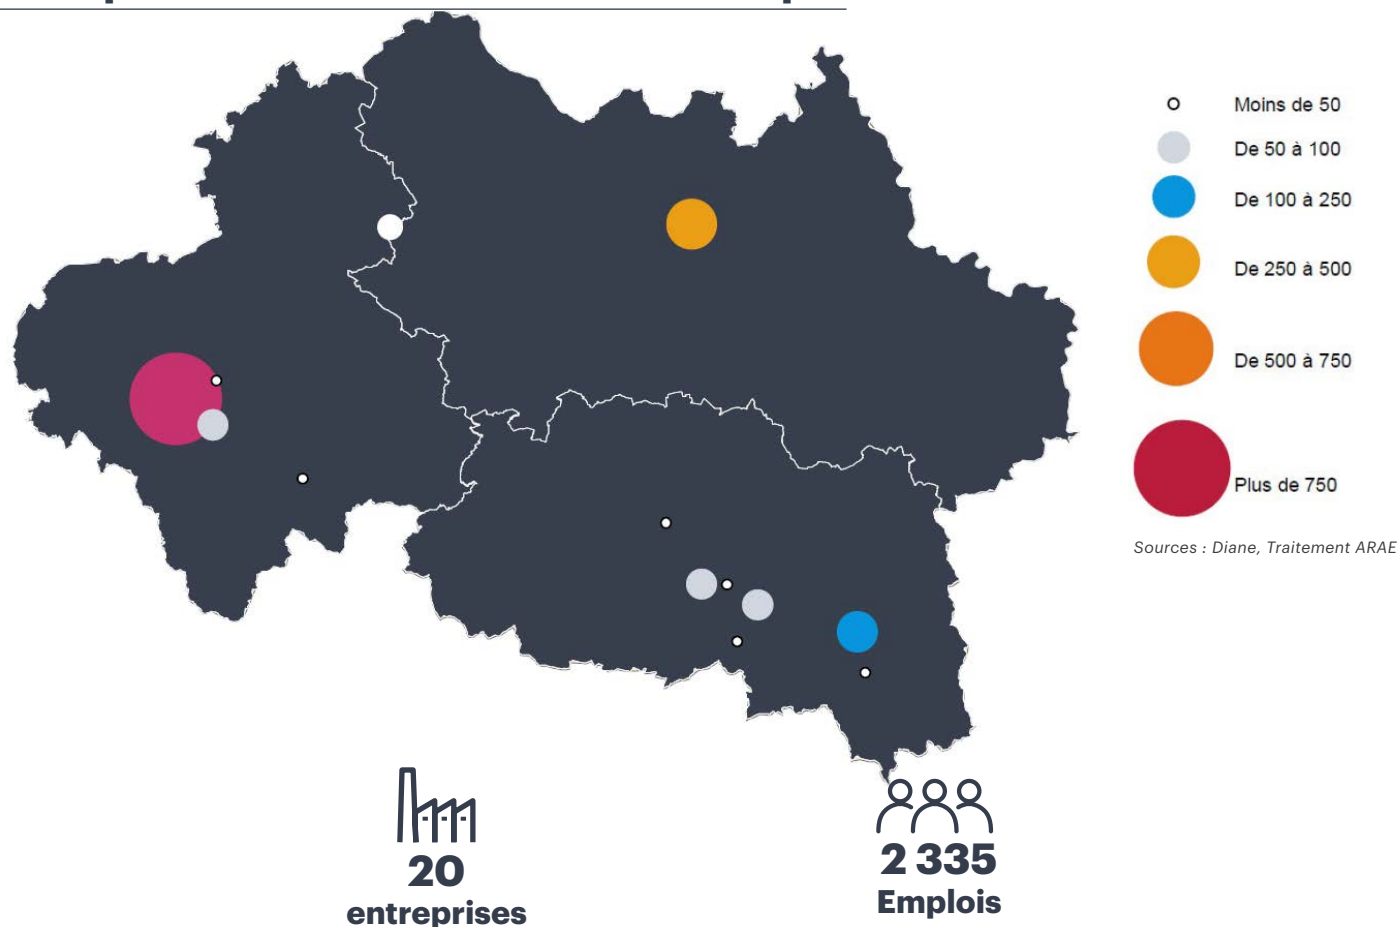 Moins de 50
De 50 à 100
De 100 à 250
De 250 à 500
De 500 à 750
Plus de 750
Sources : Diane, Traitement ARAE
20
entreprises
2 335
Emplois